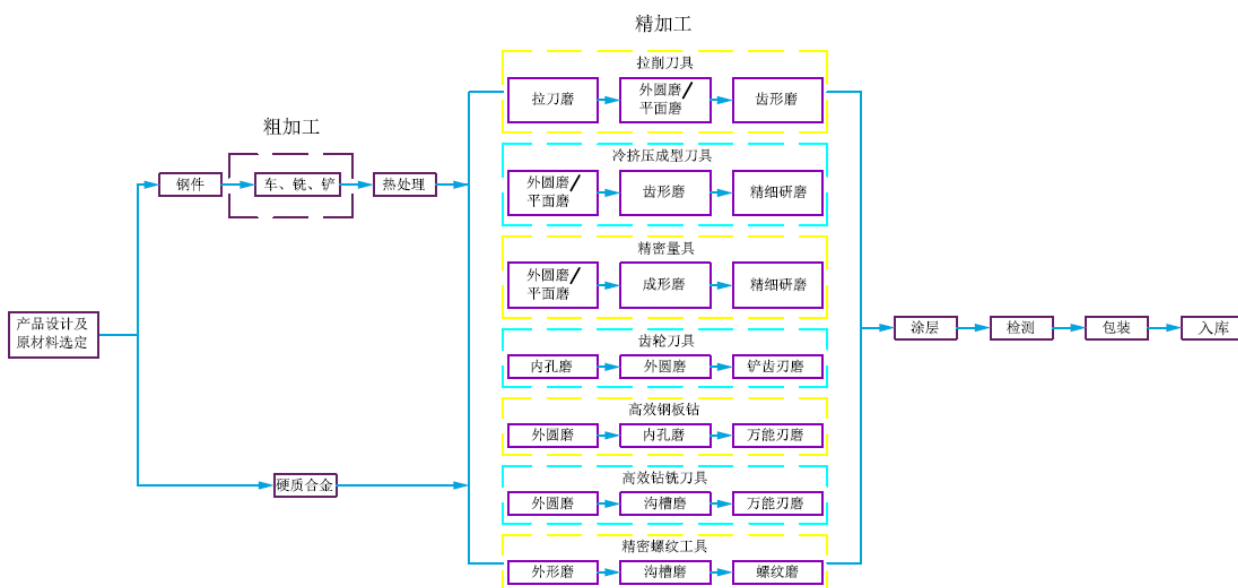 精加工
拉削刀具
拉刀磨
外圆磨/
平面磨
齿形磨
粗加工
钢件
车、铣、铲
热处理
冷挤压成型刀具
外圆磨/
平面磨
齿形磨
精细研磨
精密量具
外圆磨/
平面磨
成形磨
精细研磨
产品设计及
原材料选定
齿轮刀具
内孔磨
外圆磨
铲齿刃磨
涂层
检测
包装
入库
高效钢板钻
外圆磨
内孔磨
万能刃磨
硬质合金
高效钻铣刀具
外圆磨
沟槽磨
万能刃磨
精密螺纹工具
外形磨
沟槽磨
螺纹磨